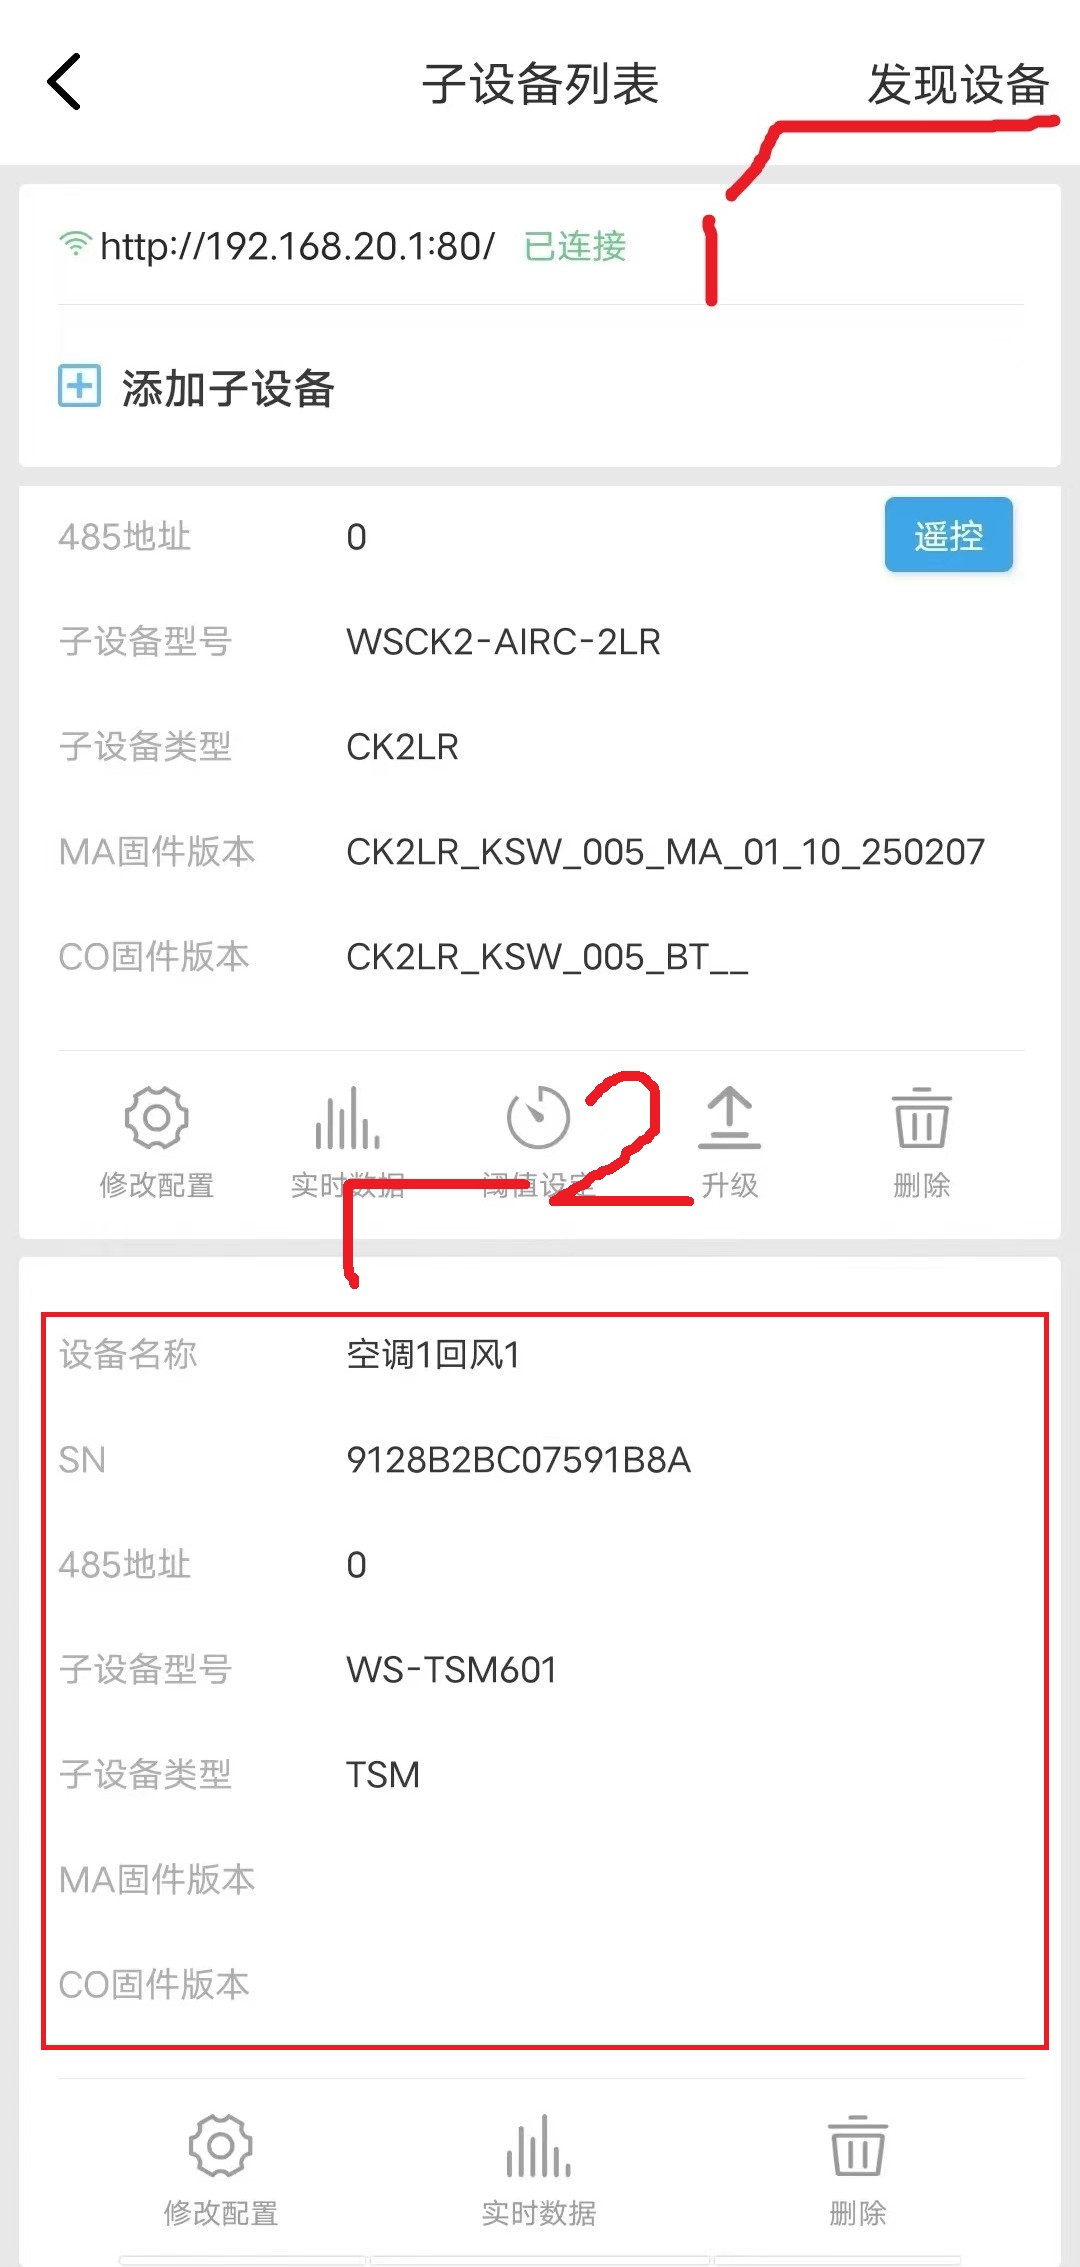 子设备列表 发现设备
1
http://192.168.20.1:80/ 已连接
添加子设备
485地址 0 遥控
子设备型号 WSCK2-AIRC-2LR
子设备类型 CK2LR
MA固件版本 CK2LR_KSW_005_MA_01_10_250207
CO固件版本 CK2LR_KSW_005_BT__
2
修改配置 实时数据 阈值设定 升级 删除
设备名称 空调1回风1
SN 9128B2BC07591B8A
485地址 0
子设备型号 WS-TSM601
子设备类型 TSM
MA固件版本
CO固件版本
修改配置 实时数据 删除